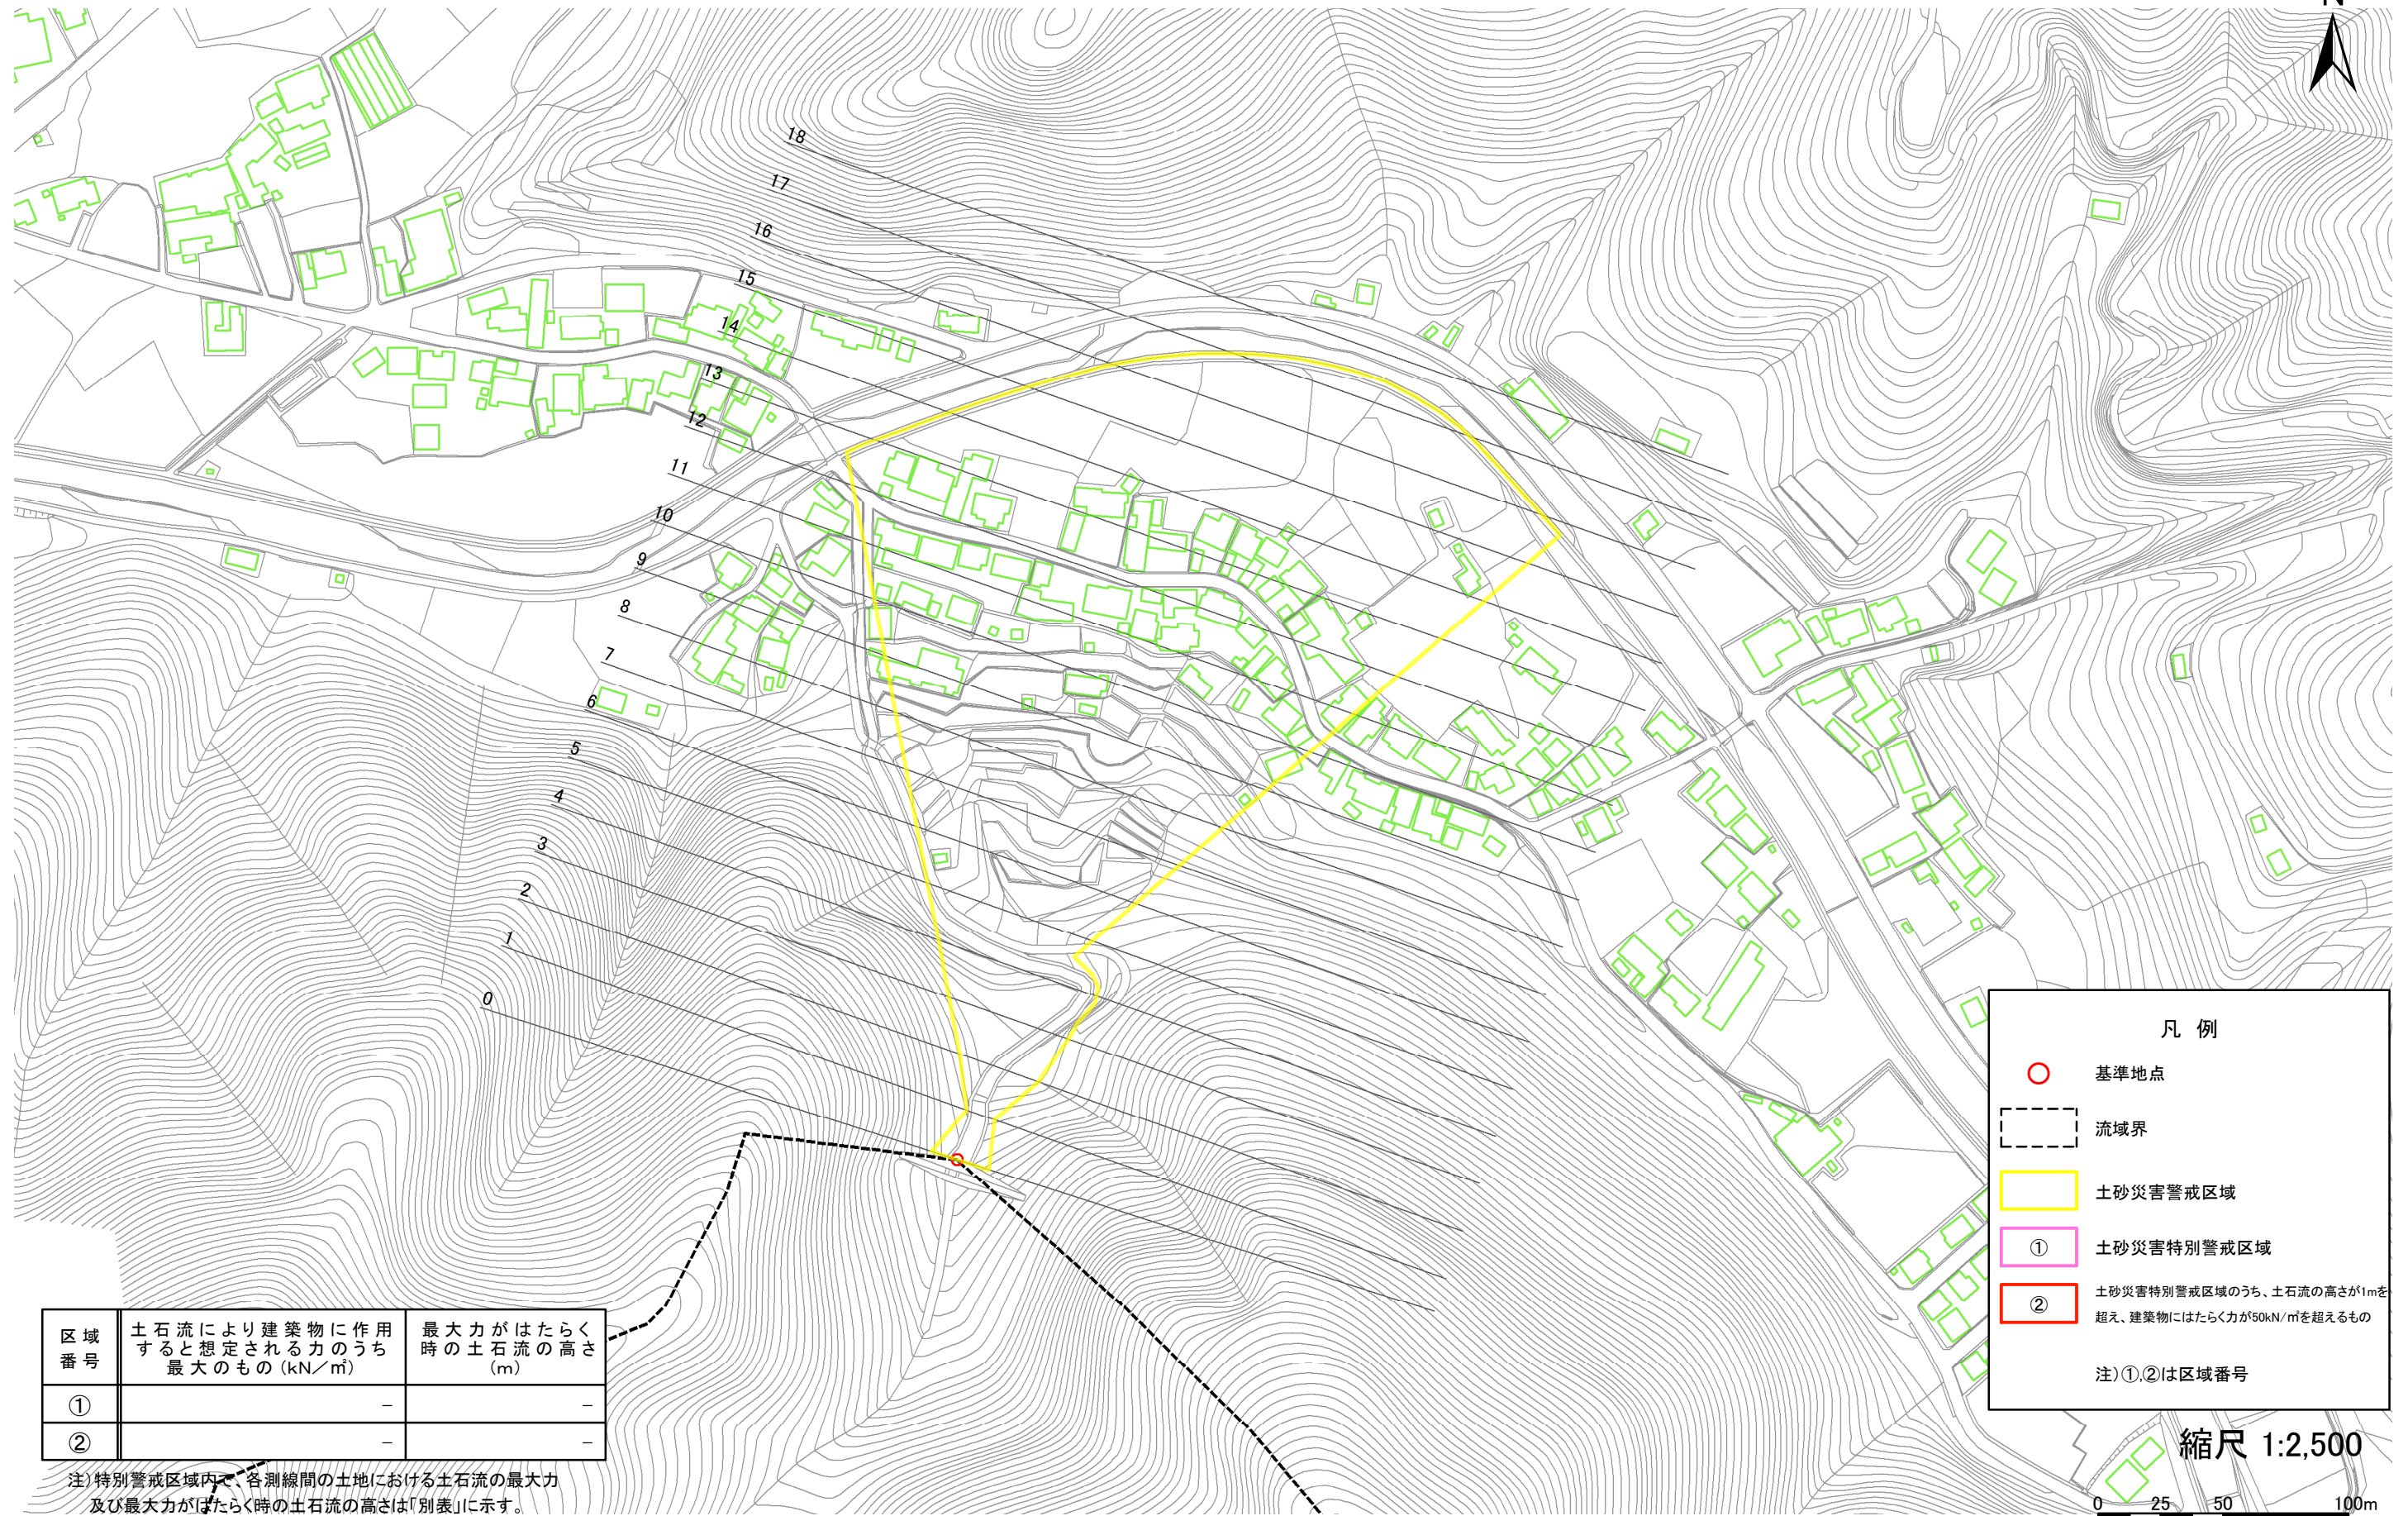 N
18
17
16
15
14
13
12
11
10
9
8
7
6
5
4
3
2
1
0
凡 例
基準地点
流域界
土砂災害警戒区域
① 土砂災害特別警戒区域
② 土砂災害特別警戒区域のうち、土石流の高さが1mを
超え、建築物にはたらく力が50kN/㎡を超えるもの
注)①,②は区域番号
区域
番号
土石流により建築物に作用
すると想定される力のうち
最大のもの(kN/㎡)
最大力がはたらく
時の土石流の高さ
(m)
① － －
② － －
注)特別警戒区域内で、各測線間の土地における土石流の最大力
及び最大力がはたらく時の土石流の高さは「別表」に示す。
縮尺 1:2,500
0 25 50 100m